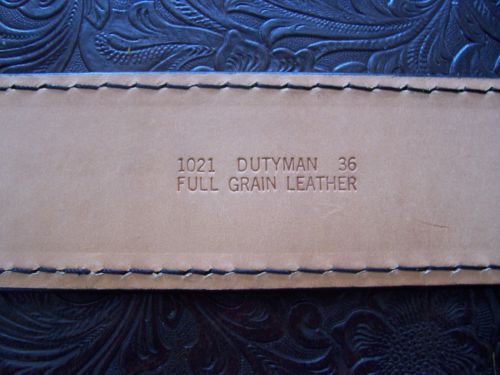 1021 DUTYMAN 36
FULL GRAIN LEATHER